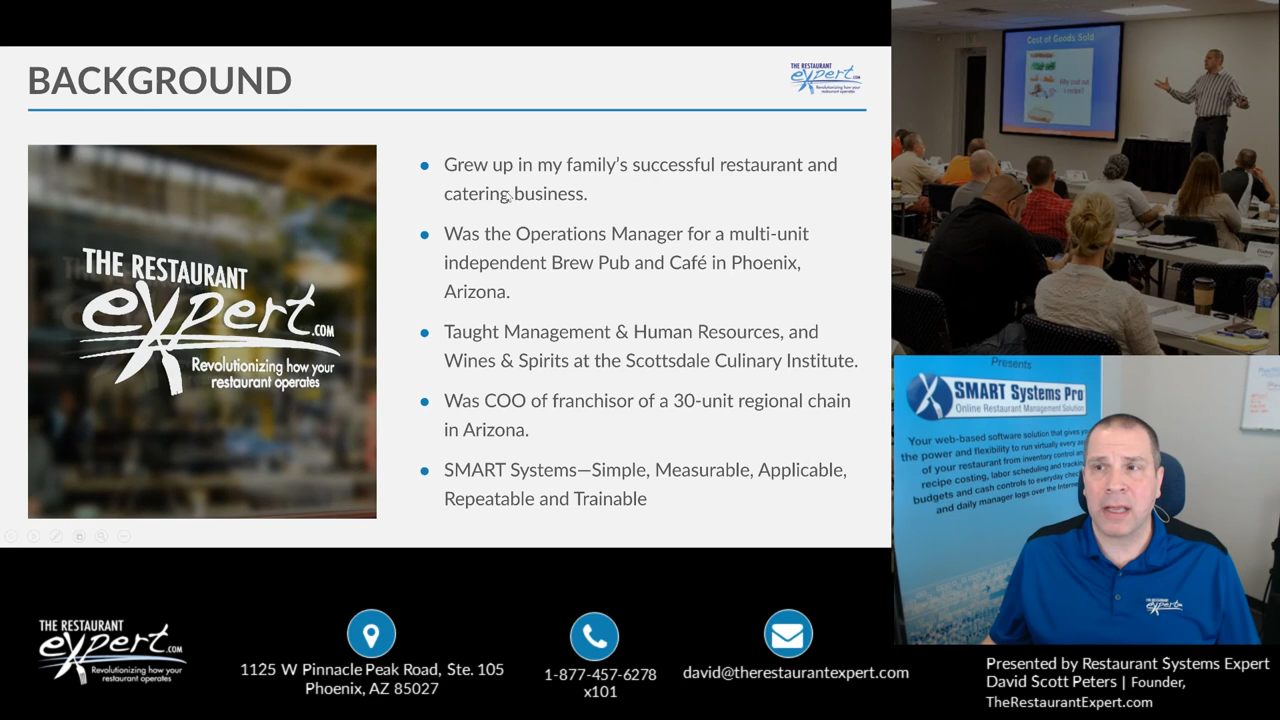 BACKGROUND
THE RESTAURANT
expert.com
Revolutionizing how your
restaurant operates
THE RESTAURANT
expert.COM
Revolutionizing how your
restaurant operates
• Grew up in my family’s successful restaurant and
catering business.
• Was the Operations Manager for a multi-unit
independent Brew Pub and Café in Phoenix,
Arizona.
• Taught Management & Human Resources, and
Wines & Spirits at the Scottsdale Culinary Institute.
• Was COO of franchisor of a 30-unit regional chain
in Arizona.
• SMART Systems—Simple, Measurable, Applicable,
Repeatable and Trainable
Cost of Goods Sold
Why cost out
a recipe?
Presents
SMART Systems Pro
Online Restaurant Management Solution
Your web-based software solution that gives you
the power and flexibility to run virtually every
of your restaurant from inventory control
recipe costing, labor scheduling and
budgets and cash controls to everyday
and daily manager logs over the Internet
THE RESTAURANT
expert
THE RESTAURANT
expert.COM
Revolutionizing how your
restaurant operates
1125 W Pinnacle Peak Road, Ste. 105
Phoenix, AZ 85027
1-877-457-6278
x101
david@therestaurantexpert.com
Presented by Restaurant Systems Expert
David Scott Peters | Founder,
TheRestaurantExpert.com